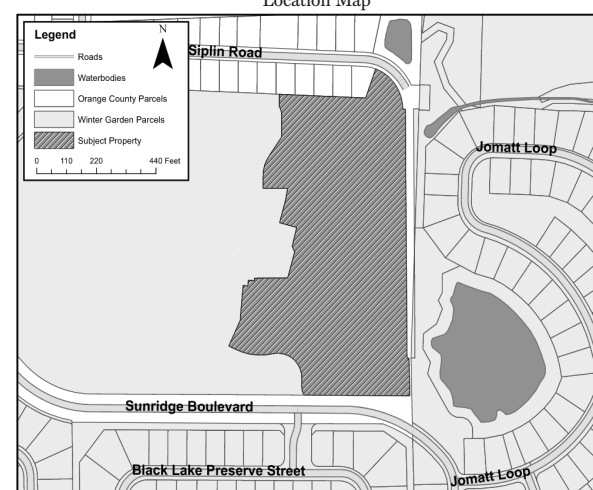 Location Map
Legend
N
Roads
Waterbodies
Orange County Parcels
Winter Garden Parcels
Subject Property
0 110 220 440 Feet
Siplin Road
Jomatt Loop
Sunridge Boulevard
Black Lake Preserve Street
Jomatt Loop